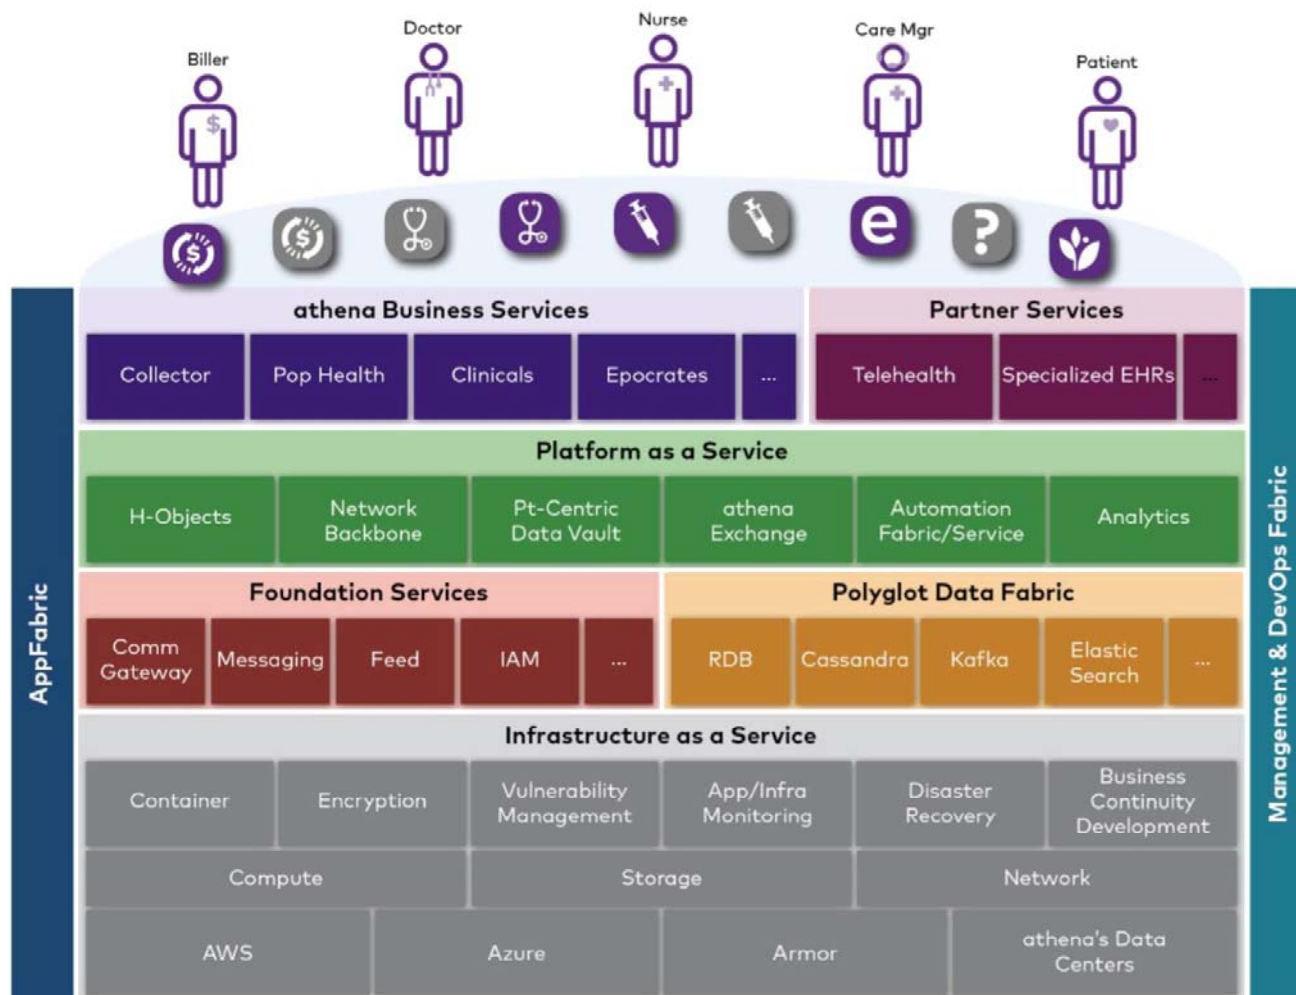 Biller
Doctor
Nurse
Care Mgr
Patient
$
$
$
e
?
athena Business Services
Collector
Pop Health
Clinicals
Epocrates
...
Partner Services
Telehealth
Specialized EHRs
...
Platform as a Service
H-Objects
Network
Backbone
Pt-Centric
Data Vault
athena
Exchange
Automation
Fabric/Service
Analytics
Foundation Services
Comm
Gateway
Messaging
Feed
IAM
...
Polyglot Data Fabric
RDB
Cassandra
Kafka
Elastic
Search
...
Infrastructure as a Service
Container
Encryption
Vulnerability
Management
App/Infra
Monitoring
Disaster
Recovery
Business
Continuity
Development
Compute
Storage
Network
AWS
Azure
Armor
athena's Data
Centers
AppFabric
Management & DevOps Fabric